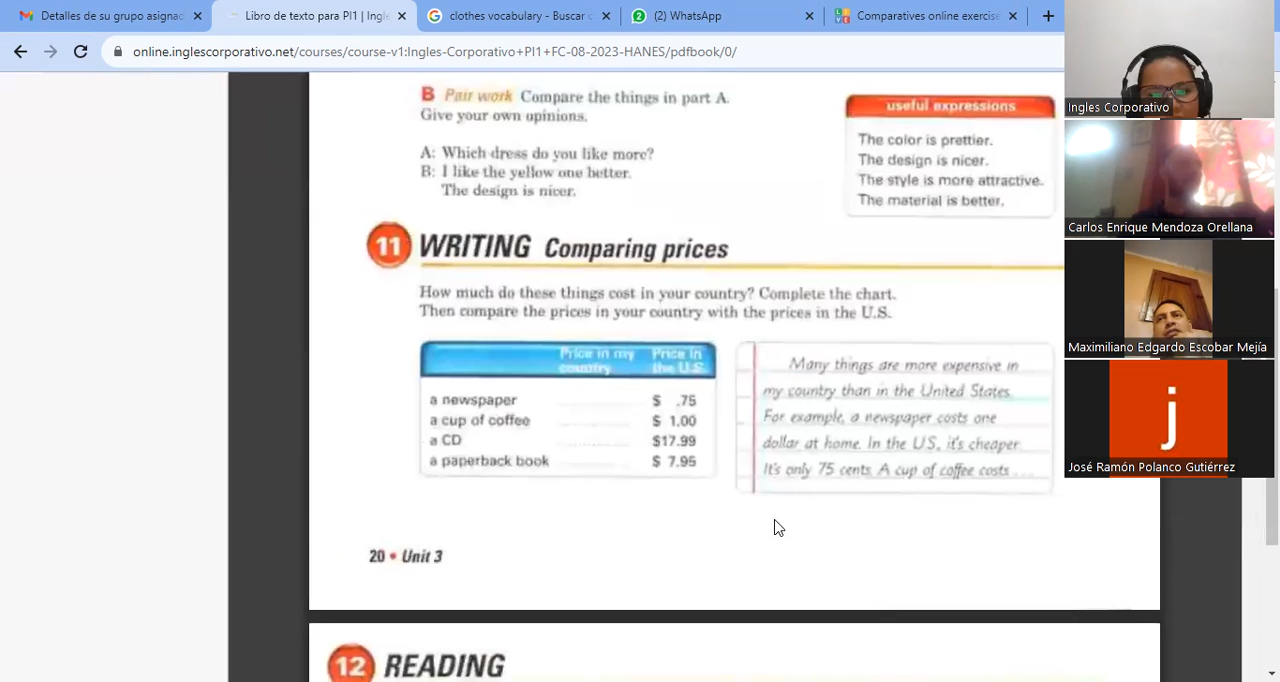 Detalles de su grupo asignad
Libro de texto para PI1 | Ingle
clothes vocabulary - Buscar c
(2) WhatsApp
Comparatives online exercise
online.inglescorporativo.net/courses/course-v1:Ingles-Corporativo+PI1+FC-08-2023-HANES/pdfbook/0/
B Pair work Compare the things in part A.
Give your own opinions.
A: Which dress do you like more?
B: I like the yellow one better.
The design is nicer.
useful expressions
The color is prettier.
The design is nicer.
The style is more attractive.
The material is better.
11 WRITING Comparing prices
How much do these things cost in your country? Complete the chart.
Then compare the prices in your country with the prices in the U.S.
Price in my country
Price in the U.S.
a newspaper $ .75
a cup of coffee $ 1.00
a CD $17.99
a paperback book $ 7.95
Many things are more expensive in
my country than in the United States.
For example, a newspaper costs one
dollar at home. In the US, it's cheaper.
It's only 75 cents. A cup of coffee costs . . .
20 • Unit 3
12 READING
Ingles Corporativo
Carlos Enrique Mendoza Orellana
Maximiliano Edgardo Escobar Mejía
j
José Ramón Polanco Gutiérrez